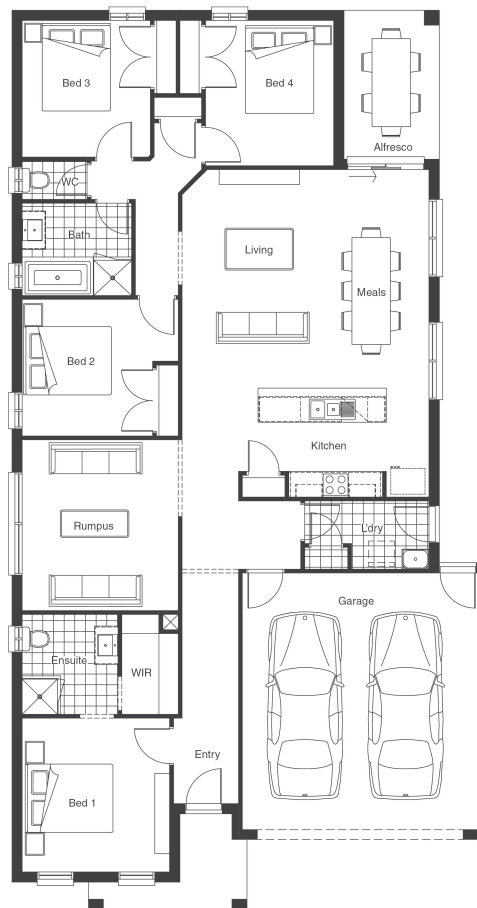 Bed 3
Bed 4
Alfresco
WC
Bath
Living
Meals
Bed 2
Kitchen
Rumpus
L'dry
Garage
Ensuite
WIR
Entry
Bed 1